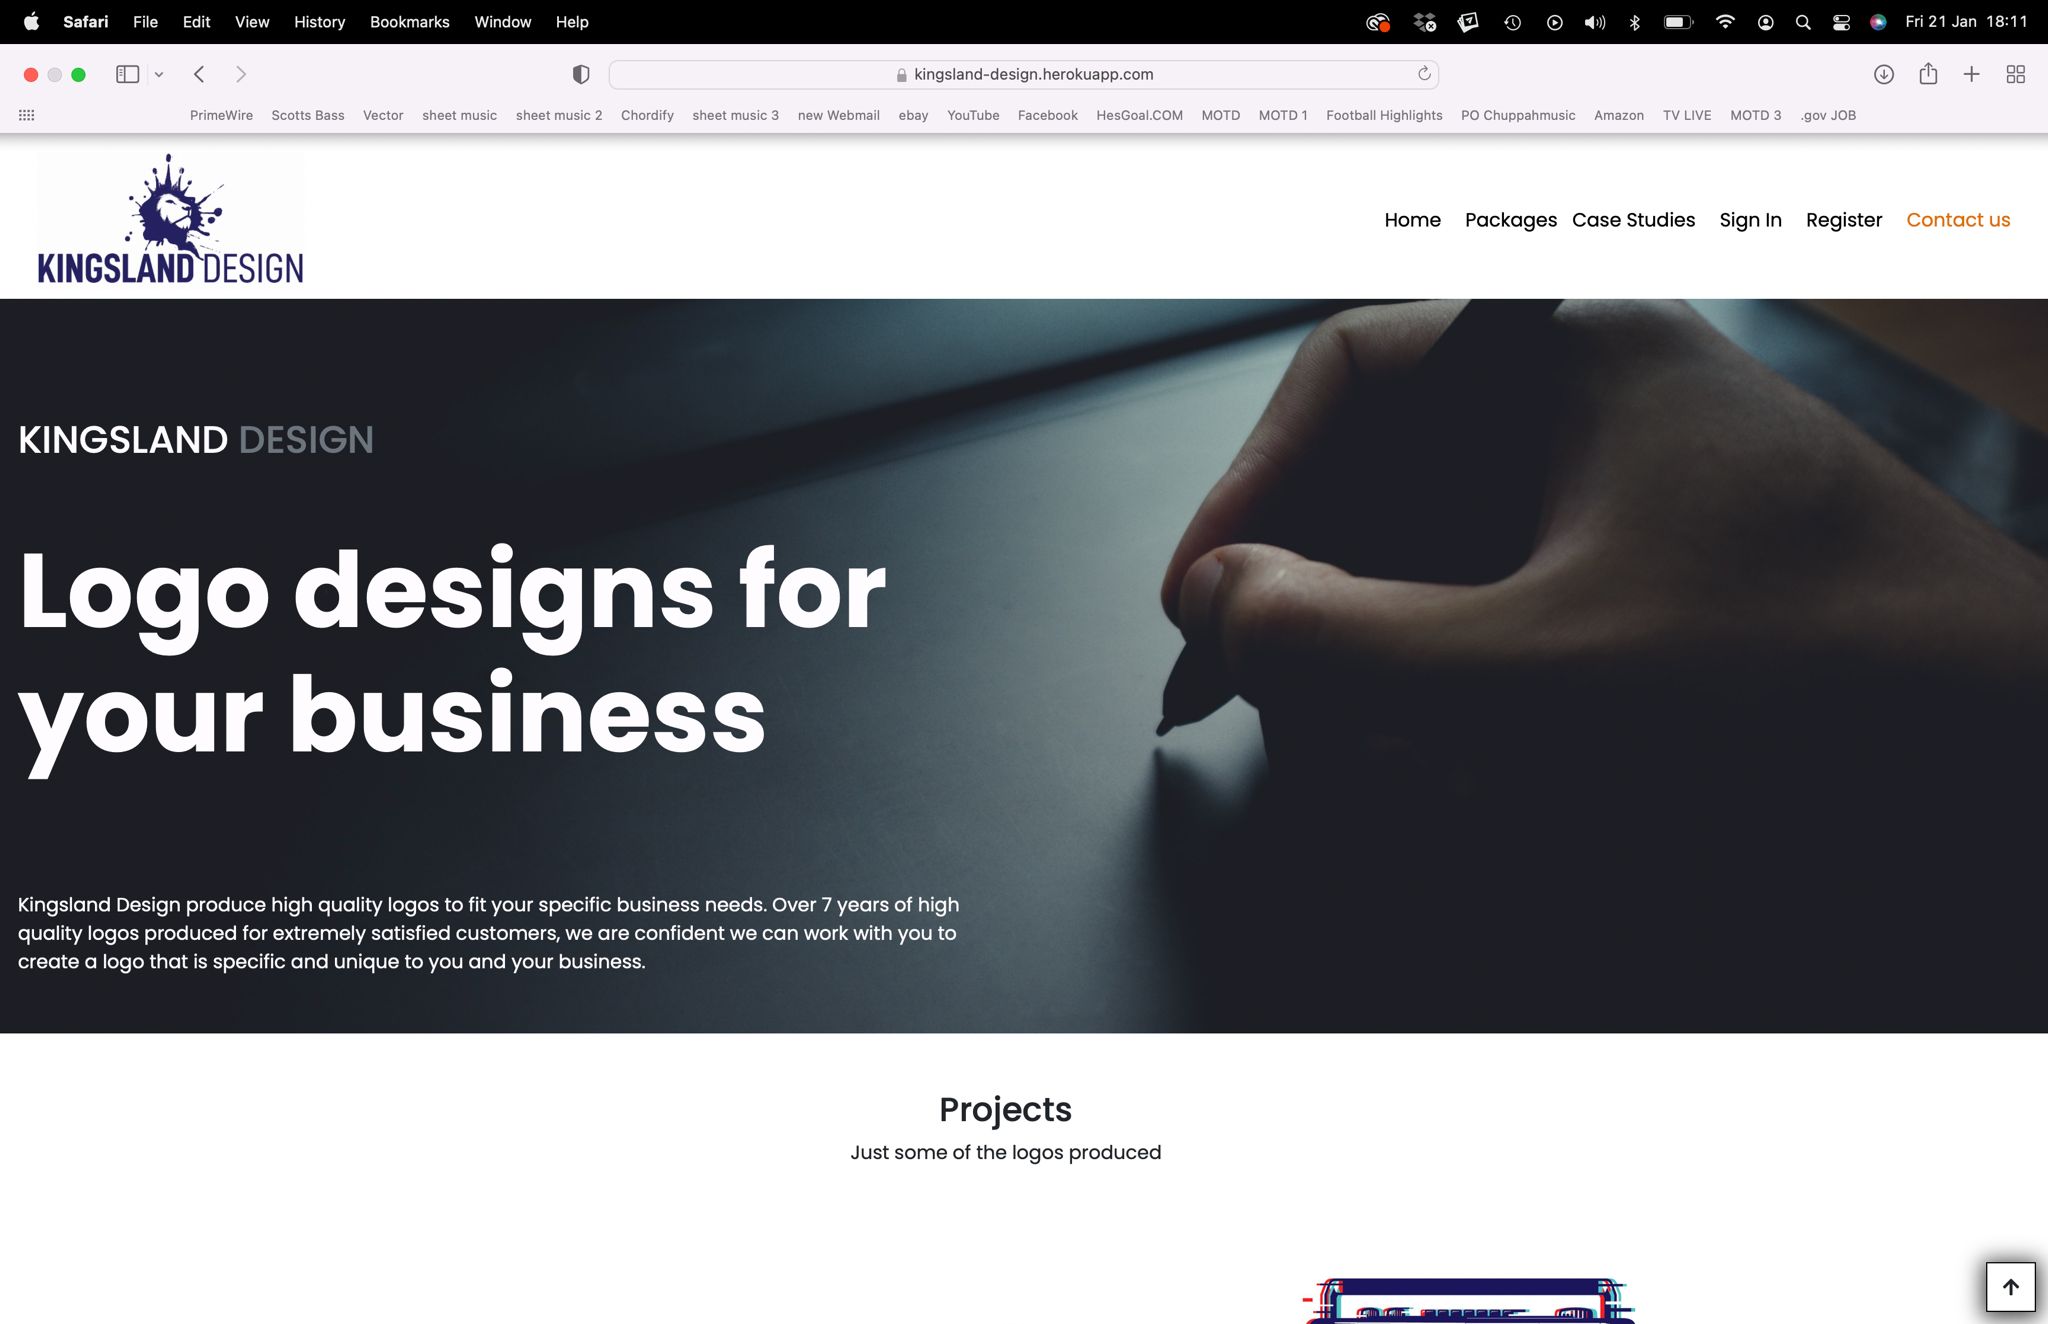 Safari File Edit View History Bookmarks Window Help Fri 21 Jan 18:11
kingsland-design.herokuapp.com
PrimeWire Scotts Bass Vector sheet music sheet music 2 Chordify sheet music 3 new Webmail ebay YouTube Facebook HesGoal.COM MOTD MOTD 1 Football Highlights PO Chuppahmusic Amazon TV LIVE MOTD 3 .gov JOB
KINGSLAND DESIGN
Home Packages Case Studies Sign In Register Contact us
KINGSLAND DESIGN
Logo designs for
your business
Kingsland Design produce high quality logos to fit your specific business needs. Over 7 years of high
quality logos produced for extremely satisfied customers, we are confident we can work with you to
create a logo that is specific and unique to you and your business.
Projects
Just some of the logos produced